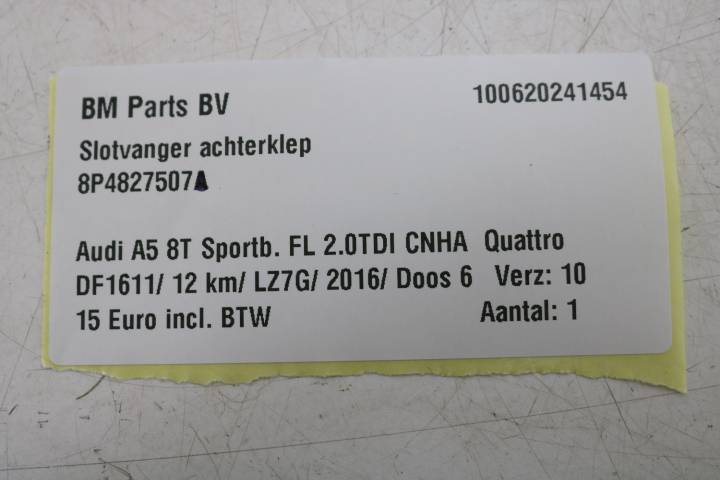 BM Parts BV 100620241454
Slotvanger achterklep
8P4827507A
Audi A5 8T Sportb. FL 2.0TDI CNHA Quattro
DF1611/ 12 km/ LZ7G/ 2016/ Doos 6 Verz: 10
15 Euro incl. BTW Aantal: 1